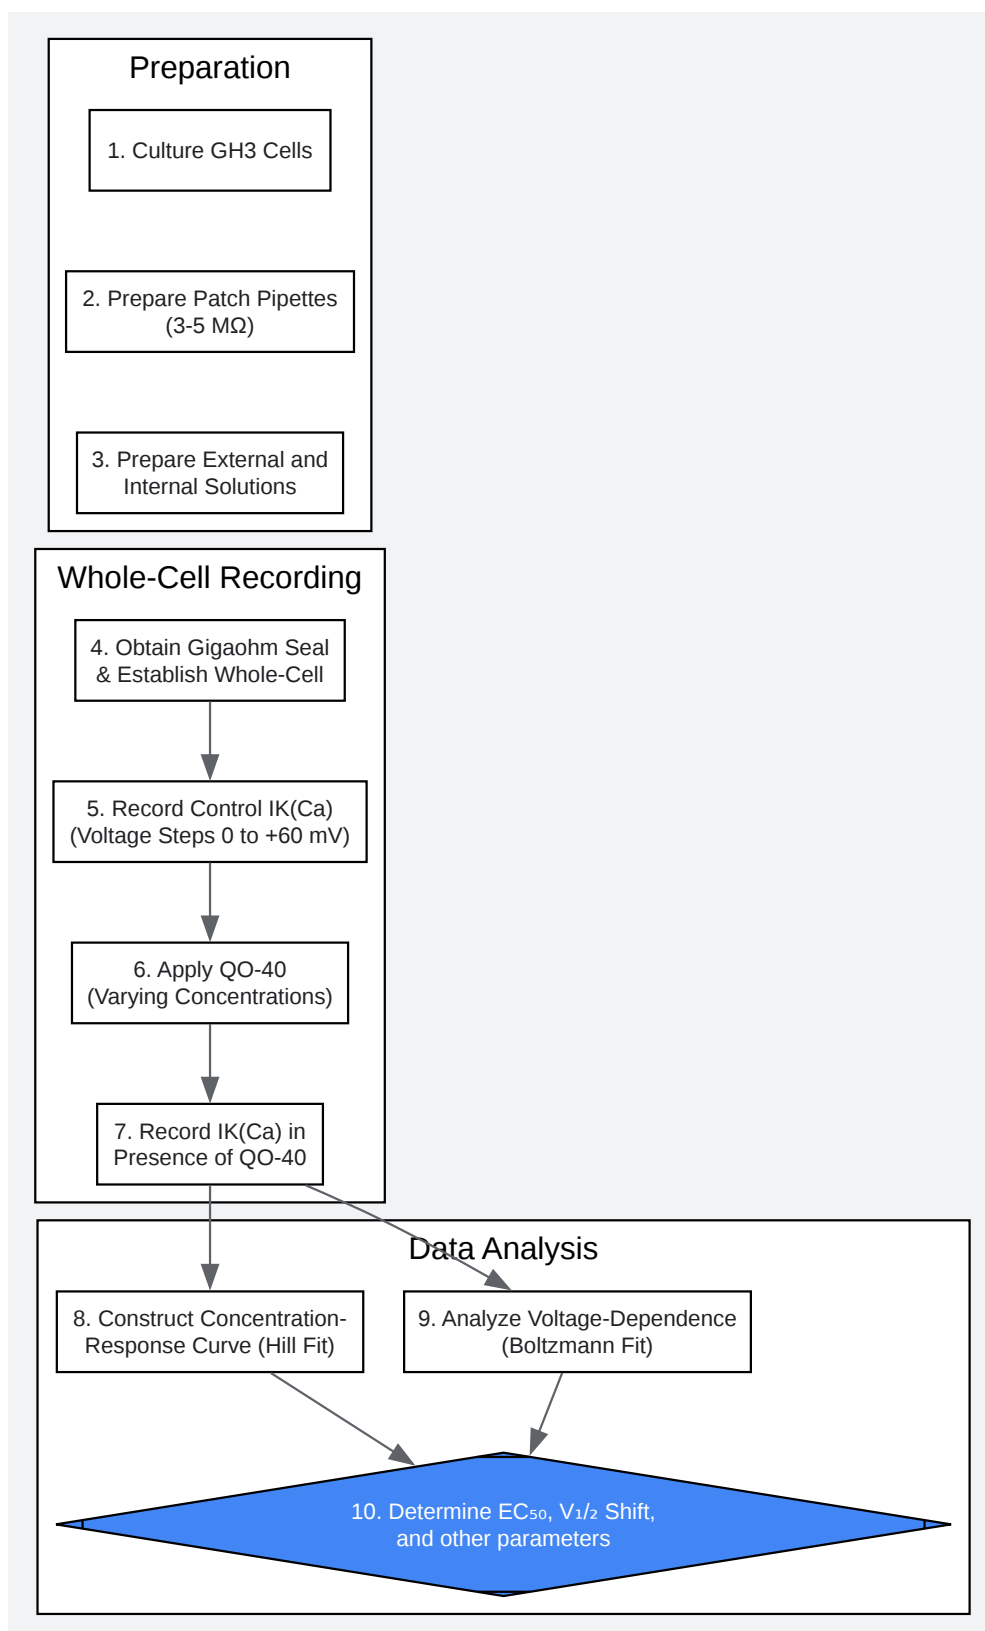 Preparation
1. Culture GH3 Cells
2. Prepare Patch Pipettes
(3-5 MΩ)
3. Prepare External and
Internal Solutions
Whole-Cell Recording
4. Obtain Gigaohm Seal
& Establish Whole-Cell
5. Record Control IK(Ca)
(Voltage Steps 0 to +60 mV)
6. Apply QO-40
(Varying Concentrations)
7. Record IK(Ca) in
Presence of QO-40
Data Analysis
8. Construct Concentration-
Response Curve (Hill Fit)
9. Analyze Voltage-Dependence
(Boltzmann Fit)
10. Determine EC₅₀, V₁/₂ Shift,
and other parameters